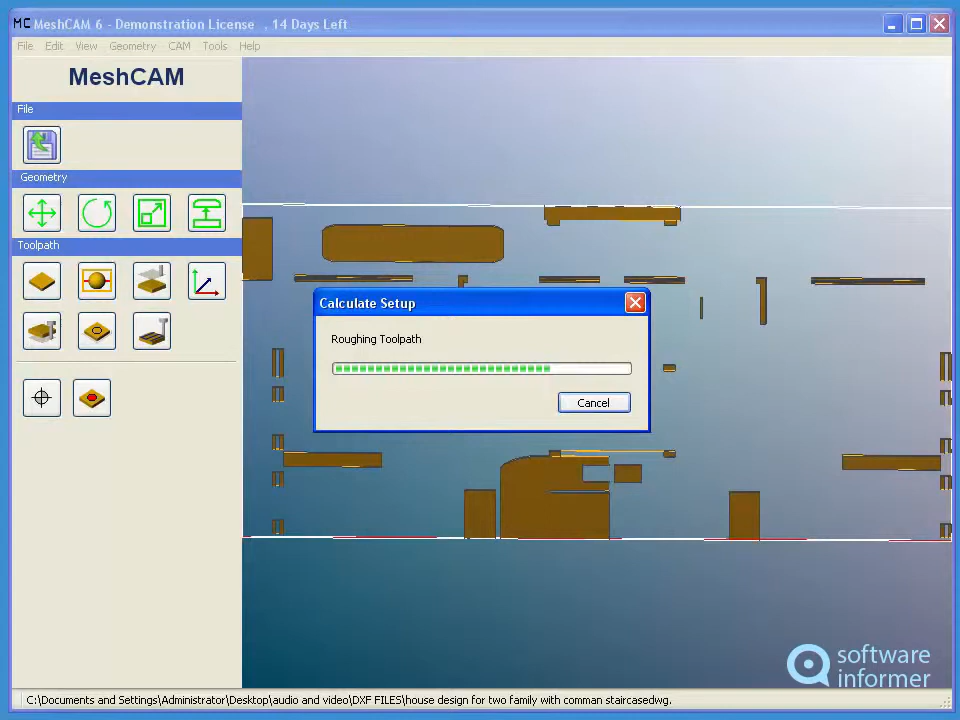 MC MeshCAM 6 - Demonstration License , 14 Days Left
File Edit View Geometry CAM Tools Help
MeshCAM
File
Geometry
Toolpath
Calculate Setup
Roughing Toolpath
Cancel
software
informer
C:\Documents and Settings\Administrator\Desktop\audio and video\DXF FILES\house design for two family with comman staircasedwg.